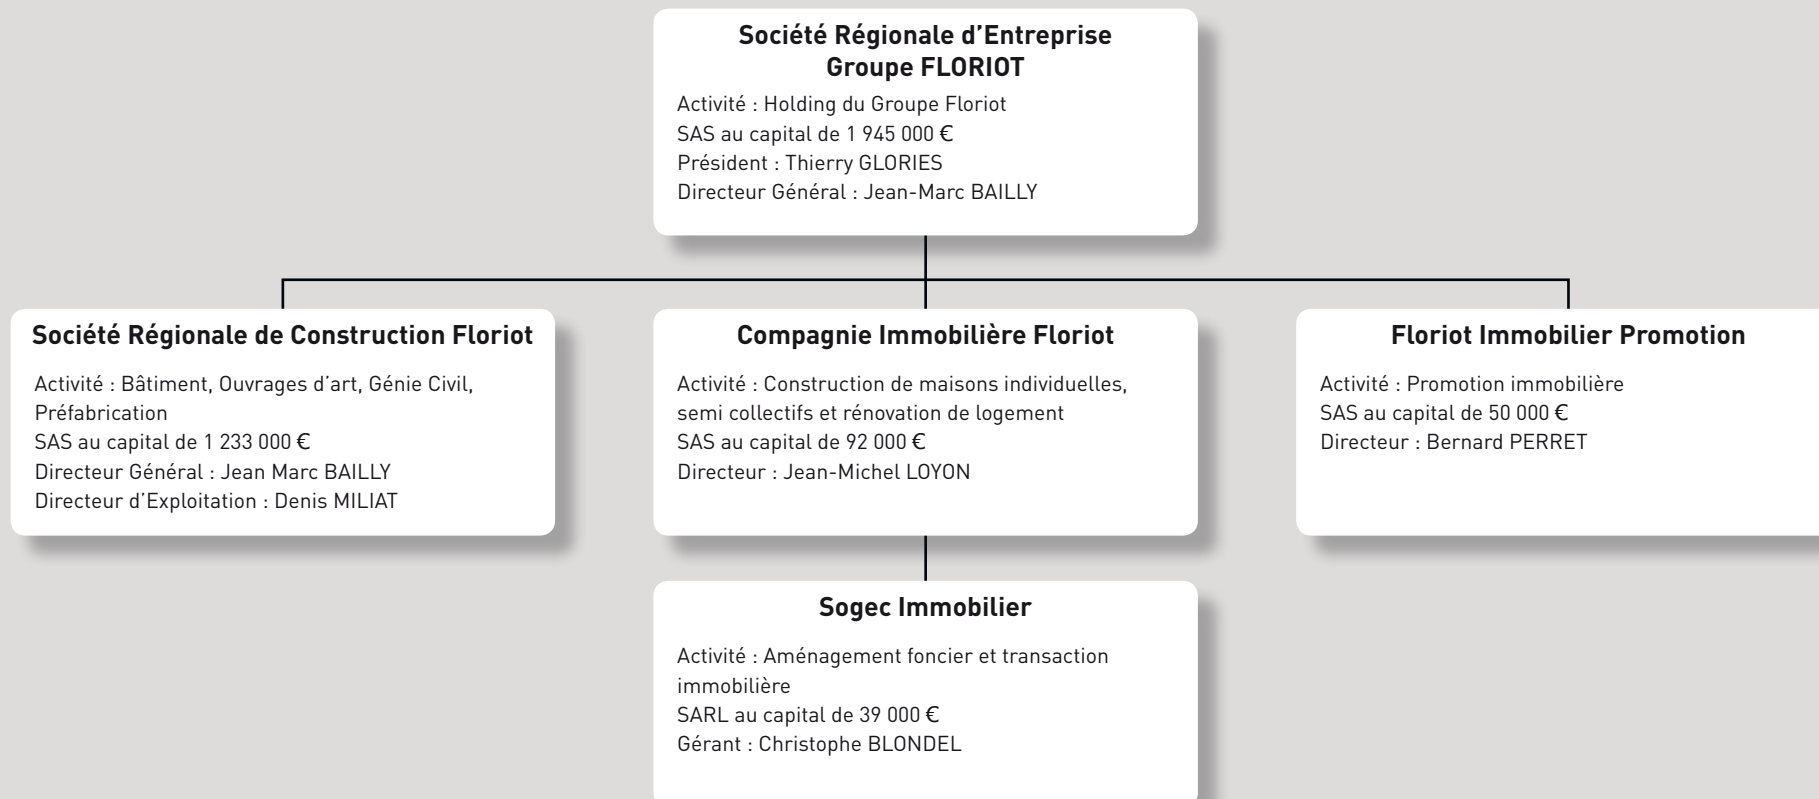 Société Régionale d’Entreprise
Groupe FLORIOT
Activité : Holding du Groupe Floriot
SAS au capital de 1 945 000 €
Président : Thierry GLORIES
Directeur Général : Jean-Marc BAILLY
Société Régionale de Construction Floriot
Activité : Bâtiment, Ouvrages d’art, Génie Civil,
Préfabrication
SAS au capital de 1 233 000 €
Directeur Général : Jean Marc BAILLY
Directeur d’Exploitation : Denis MILIAT
Compagnie Immobilière Floriot
Activité : Construction de maisons individuelles,
semi collectifs et rénovation de logement
SAS au capital de 92 000 €
Directeur : Jean-Michel LOYON
Floriot Immobilier Promotion
Activité : Promotion immobilière
SAS au capital de 50 000 €
Directeur : Bernard PERRET
Sogec Immobilier
Activité : Aménagement foncier et transaction
immobilière
SARL au capital de 39 000 €
Gérant : Christophe BLONDEL